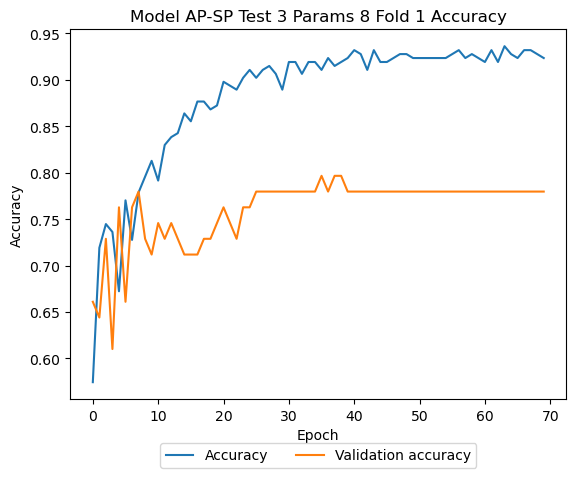 Model AP-SP Test 3 Params 8 Fold 1 Accuracy
0.95
0.90
0.85
0.80
0.75
0.70
0.65
0.60
Accuracy
0 10 20 30 40 50 60 70
Epoch
Accuracy Validation accuracy